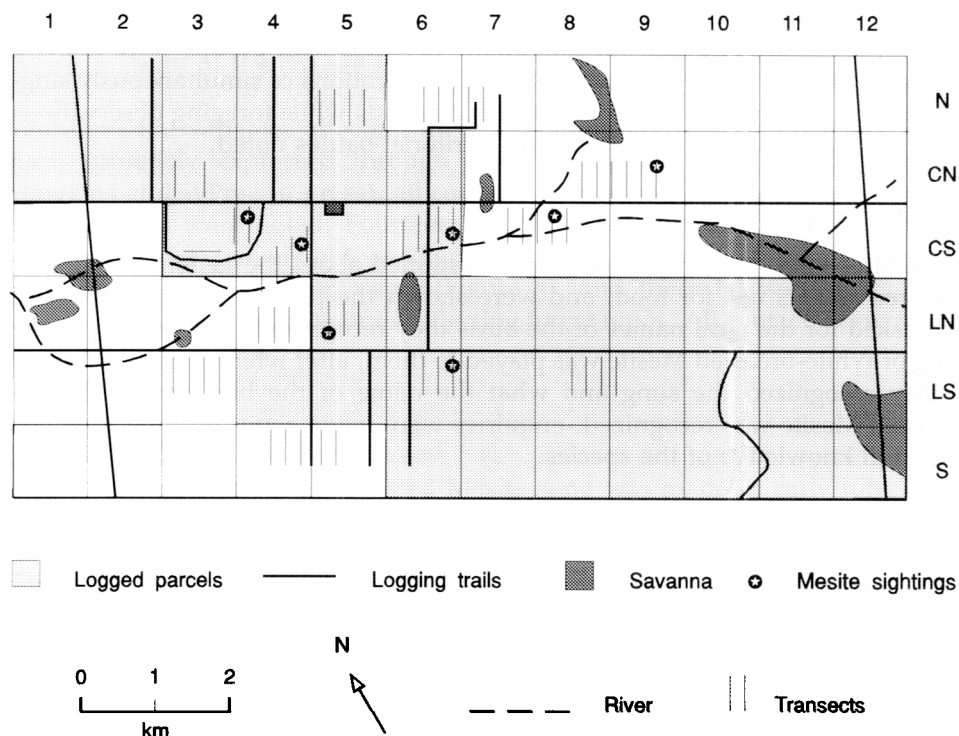 1 2 3 4 5 6 7 8 9 10 11 12
N
CN
CS
LN
LS
S
Logged parcels Logging trails Savanna Mesite sightings
N
0 1 2
km
River Transects